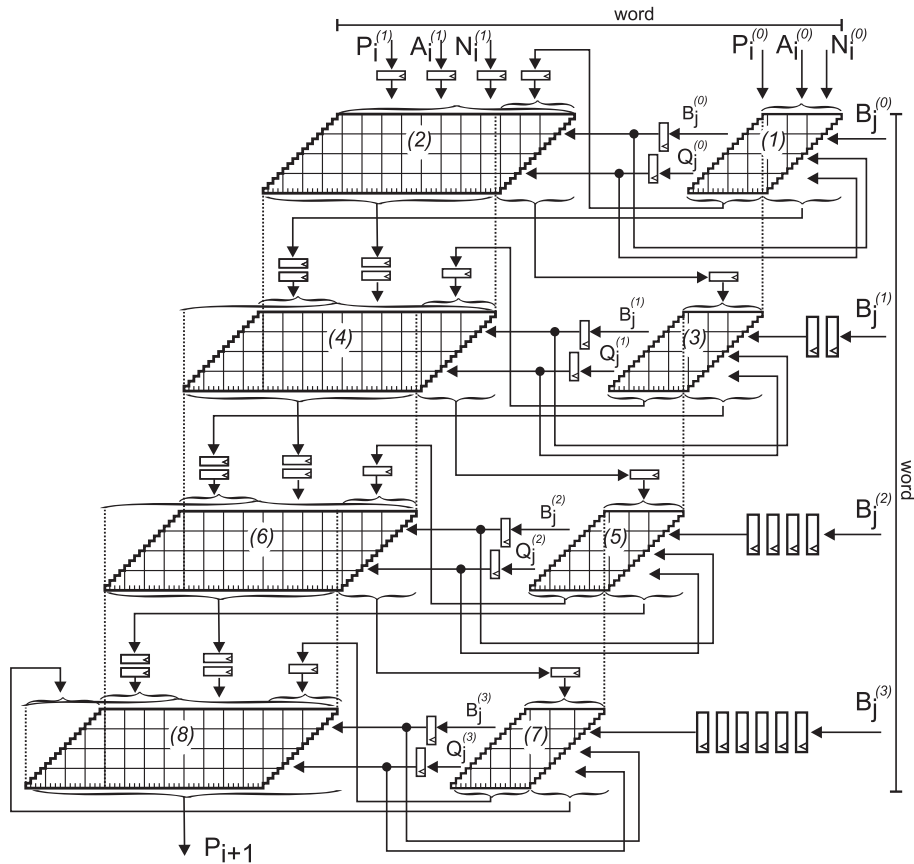 word
P_i^(1) A_i^(1) N_i^(1) P_i^(0) A_i^(0) N_i^(0)
(2) B_j^(0) (1) B_j^(0)
Q_j^(0)
(4) B_j^(1) (3) B_j^(1)
Q_j^(1)
word
(6) B_j^(2) (5) B_j^(2)
Q_j^(2)
(8) B_j^(3) (7) B_j^(3)
Q_j^(3)
P_i+1